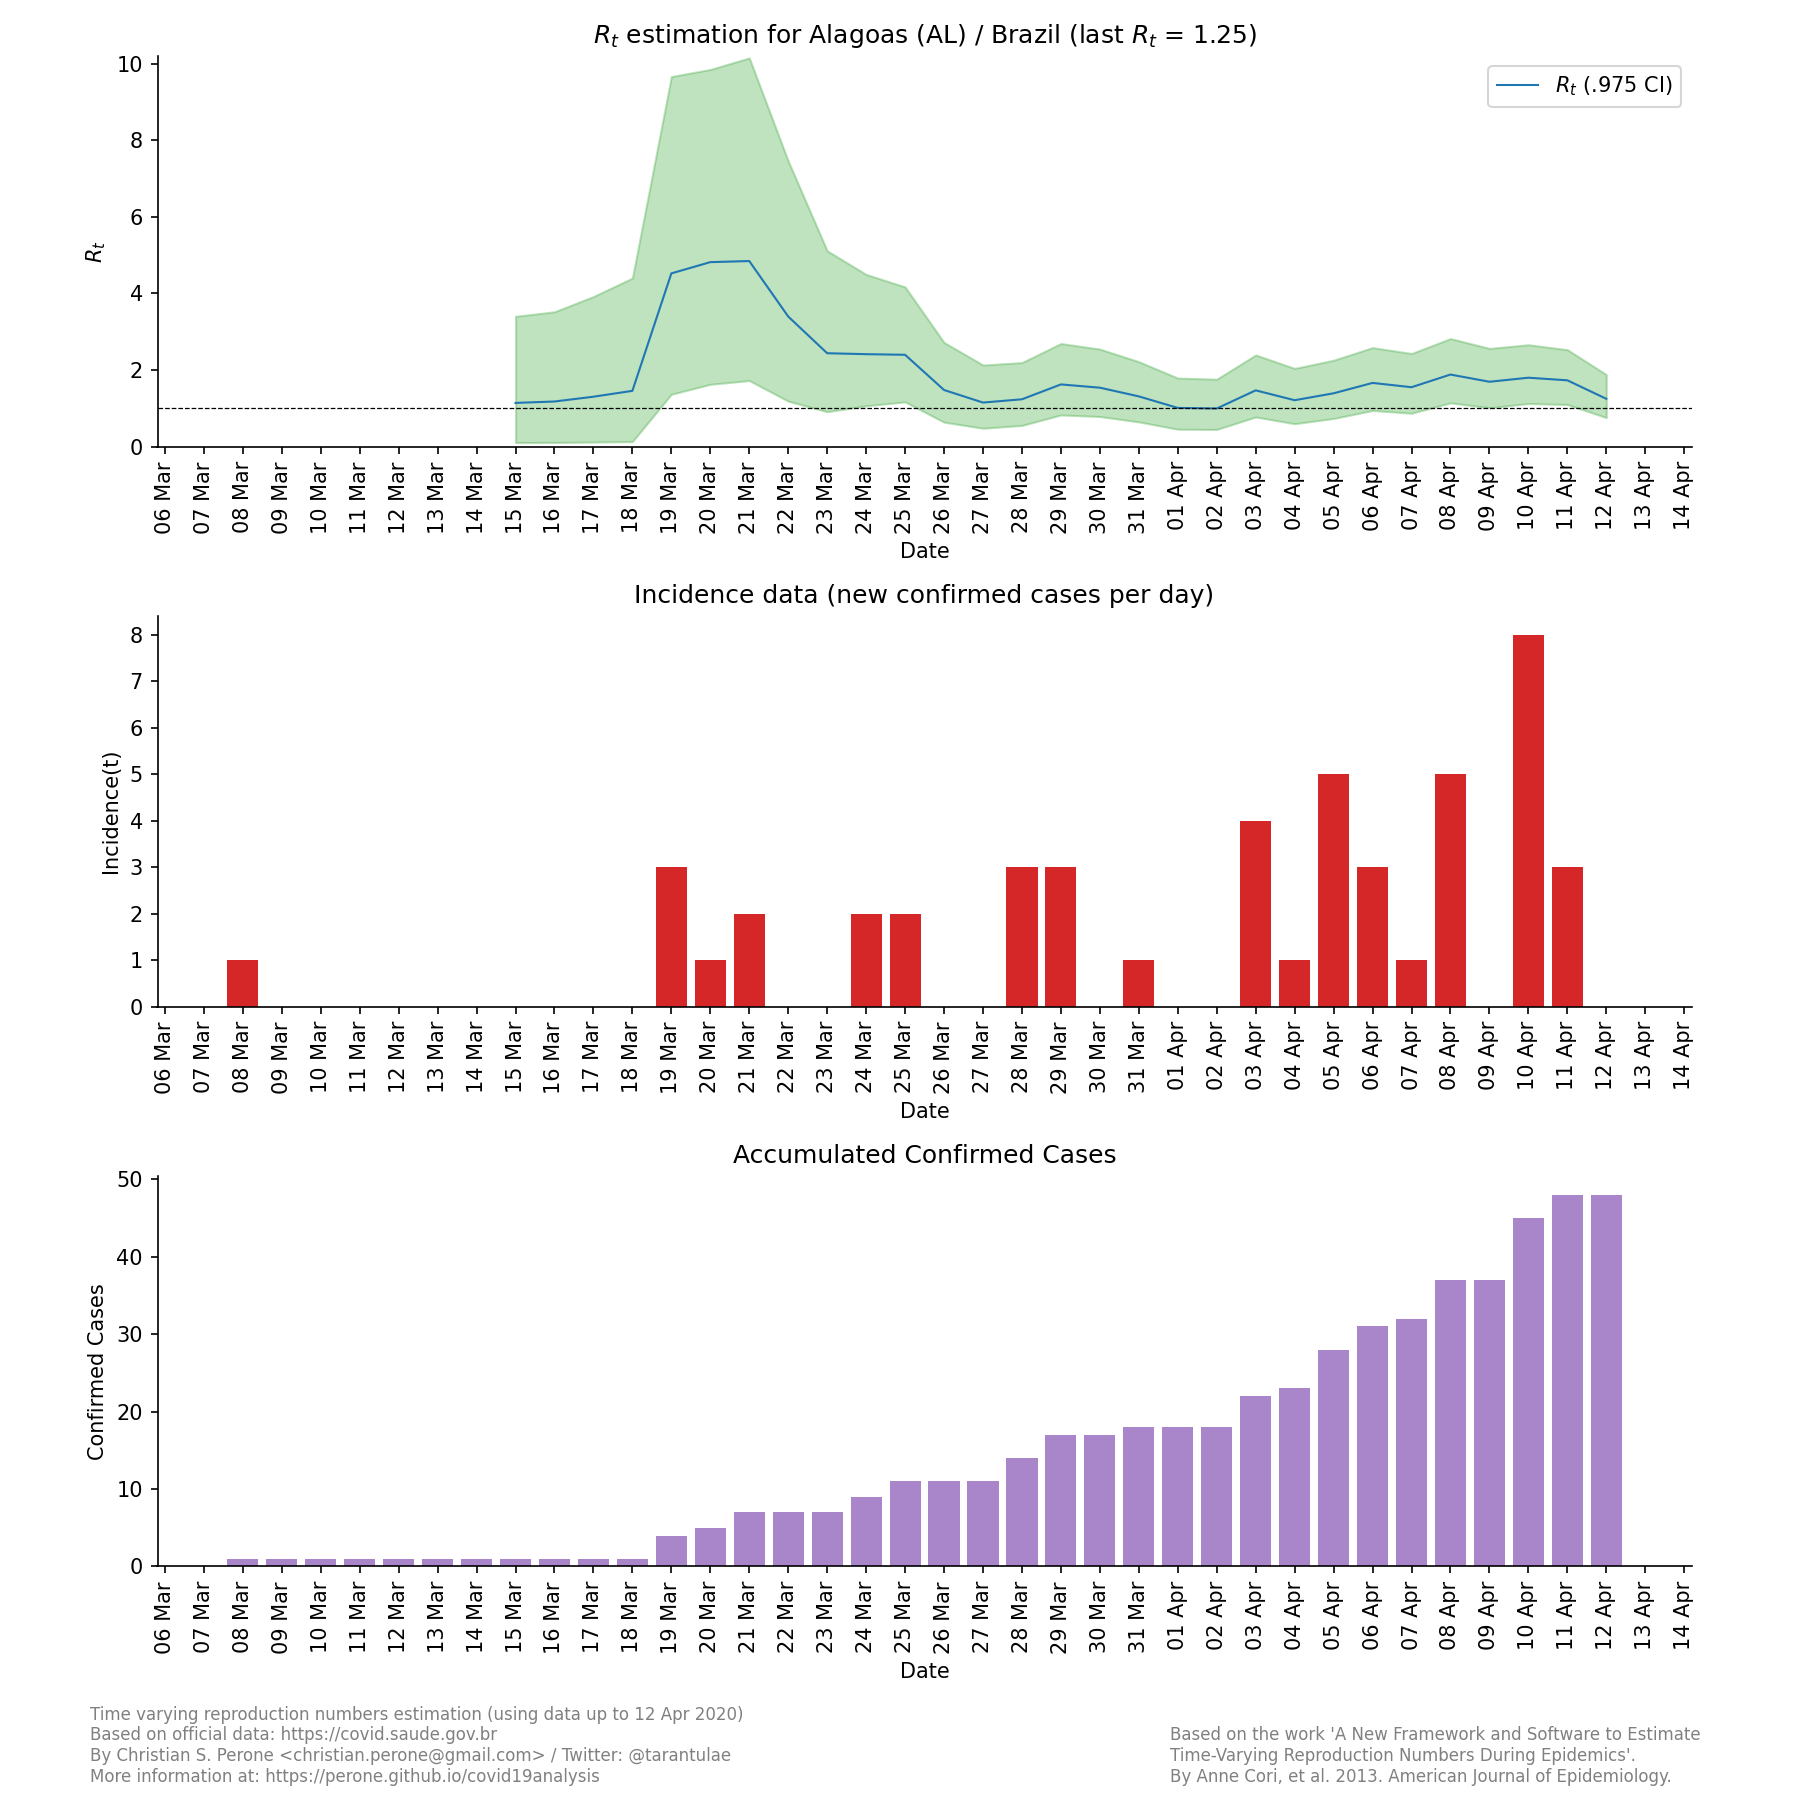 Rt estimation for Alagoas (AL) / Brazil (last Rt = 1.25)
Rt (.975 CI)
Rt
10
8
6
4
2
0
06 Mar 07 Mar 08 Mar 09 Mar 10 Mar 11 Mar 12 Mar 13 Mar 14 Mar 15 Mar 16 Mar 17 Mar 18 Mar 19 Mar 20 Mar 21 Mar 22 Mar 23 Mar 24 Mar 25 Mar 26 Mar 27 Mar 28 Mar 29 Mar 30 Mar 31 Mar 01 Apr 02 Apr 03 Apr 04 Apr 05 Apr 06 Apr 07 Apr 08 Apr 09 Apr 10 Apr 11 Apr 12 Apr 13 Apr 14 Apr
Date
Incidence data (new confirmed cases per day)
Incidence(t)
8
7
6
5
4
3
2
1
0
06 Mar 07 Mar 08 Mar 09 Mar 10 Mar 11 Mar 12 Mar 13 Mar 14 Mar 15 Mar 16 Mar 17 Mar 18 Mar 19 Mar 20 Mar 21 Mar 22 Mar 23 Mar 24 Mar 25 Mar 26 Mar 27 Mar 28 Mar 29 Mar 30 Mar 31 Mar 01 Apr 02 Apr 03 Apr 04 Apr 05 Apr 06 Apr 07 Apr 08 Apr 09 Apr 10 Apr 11 Apr 12 Apr 13 Apr 14 Apr
Date
Accumulated Confirmed Cases
Confirmed Cases
50
40
30
20
10
0
06 Mar 07 Mar 08 Mar 09 Mar 10 Mar 11 Mar 12 Mar 13 Mar 14 Mar 15 Mar 16 Mar 17 Mar 18 Mar 19 Mar 20 Mar 21 Mar 22 Mar 23 Mar 24 Mar 25 Mar 26 Mar 27 Mar 28 Mar 29 Mar 30 Mar 31 Mar 01 Apr 02 Apr 03 Apr 04 Apr 05 Apr 06 Apr 07 Apr 08 Apr 09 Apr 10 Apr 11 Apr 12 Apr 13 Apr 14 Apr
Date
Time varying reproduction numbers estimation (using data up to 12 Apr 2020)
Based on official data: https://covid.saude.gov.br
By Christian S. Perone <christian.perone@gmail.com> / Twitter: @tarantulae
More information at: https://perone.github.io/covid19analysis
Based on the work 'A New Framework and Software to Estimate
Time-Varying Reproduction Numbers During Epidemics'.
By Anne Cori, et al. 2013. American Journal of Epidemiology.